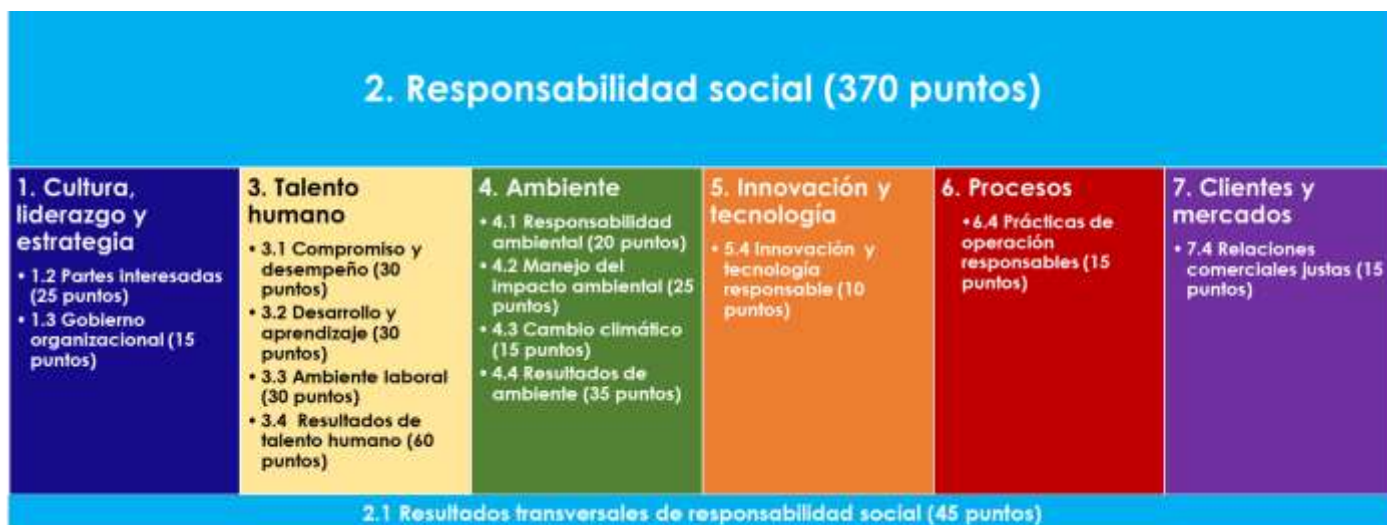 2. Responsabilidad social (370 puntos)
1. Cultura,
liderazgo y
estrategia
• 1.2 Partes interesadas
(25 puntos)
• 1.3 Gobierno
organizacional (15
puntos)
3. Talento
humano
• 3.1 Compromiso y
desempeño (30
puntos)
• 3.2 Desarrollo y
aprendizaje (30
puntos)
• 3.3 Ambiente laboral
(30 puntos)
• 3.4 Resultados de
talento humano (60
puntos)
4. Ambiente
• 4.1 Responsabilidad
ambiental (20 puntos)
• 4.2 Manejo del
impacto ambiental (25
puntos)
• 4.3 Cambio climático
(15 puntos)
• 4.4 Resultados de
ambiente (35 puntos)
5. Innovación y
tecnología
• 5.4 Innovación y
tecnología
responsable (10
puntos)
6. Procesos
•6.4 Prácticas de
operación
responsables (15
puntos)
7. Clientes y
mercados
• 7.4 Relaciones
comerciales justas (15
puntos)
2.1 Resultados transversales de responsabilidad social (45 puntos)